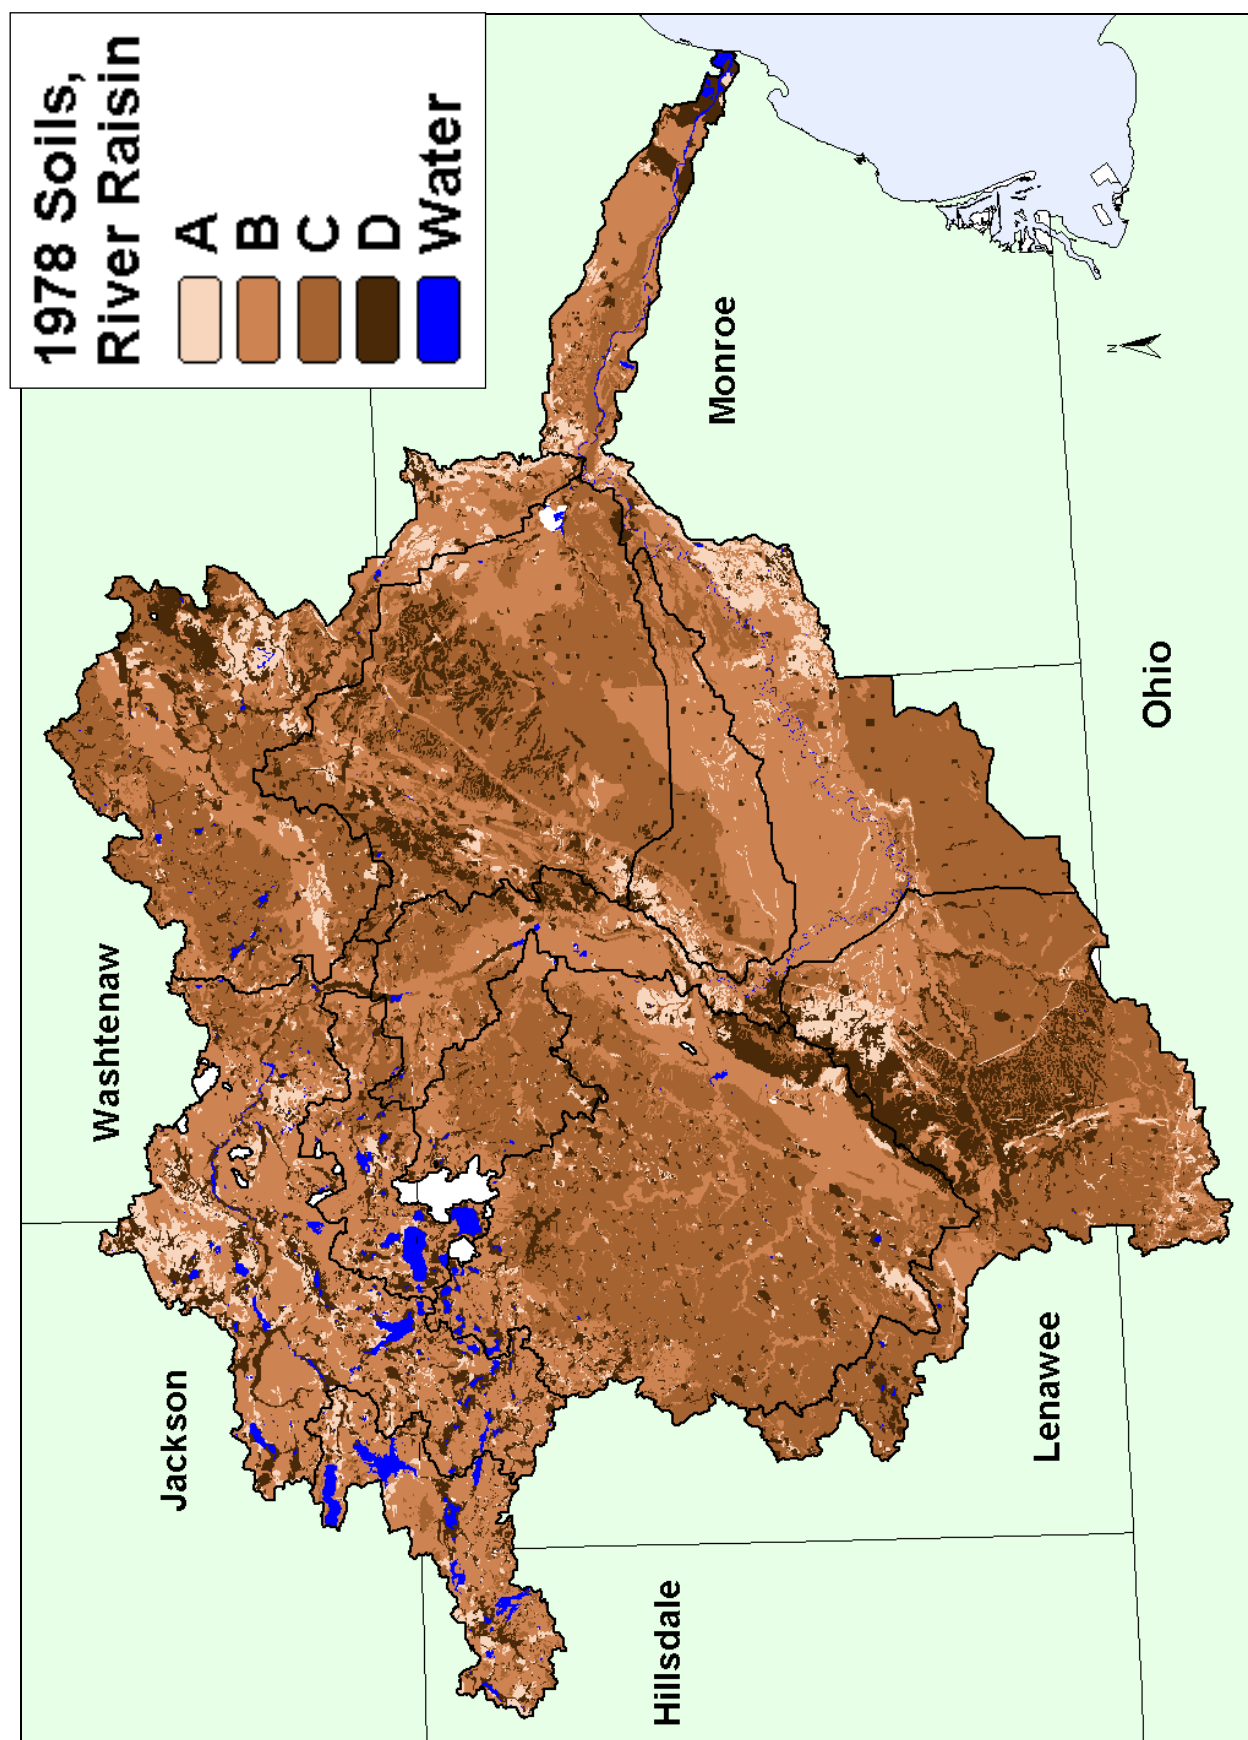 1978 Soils,
River Raisin
A
B
C
D
Water
Washtenaw
Jackson
Hillsdale
Lenawee
Monroe
Ohio
N